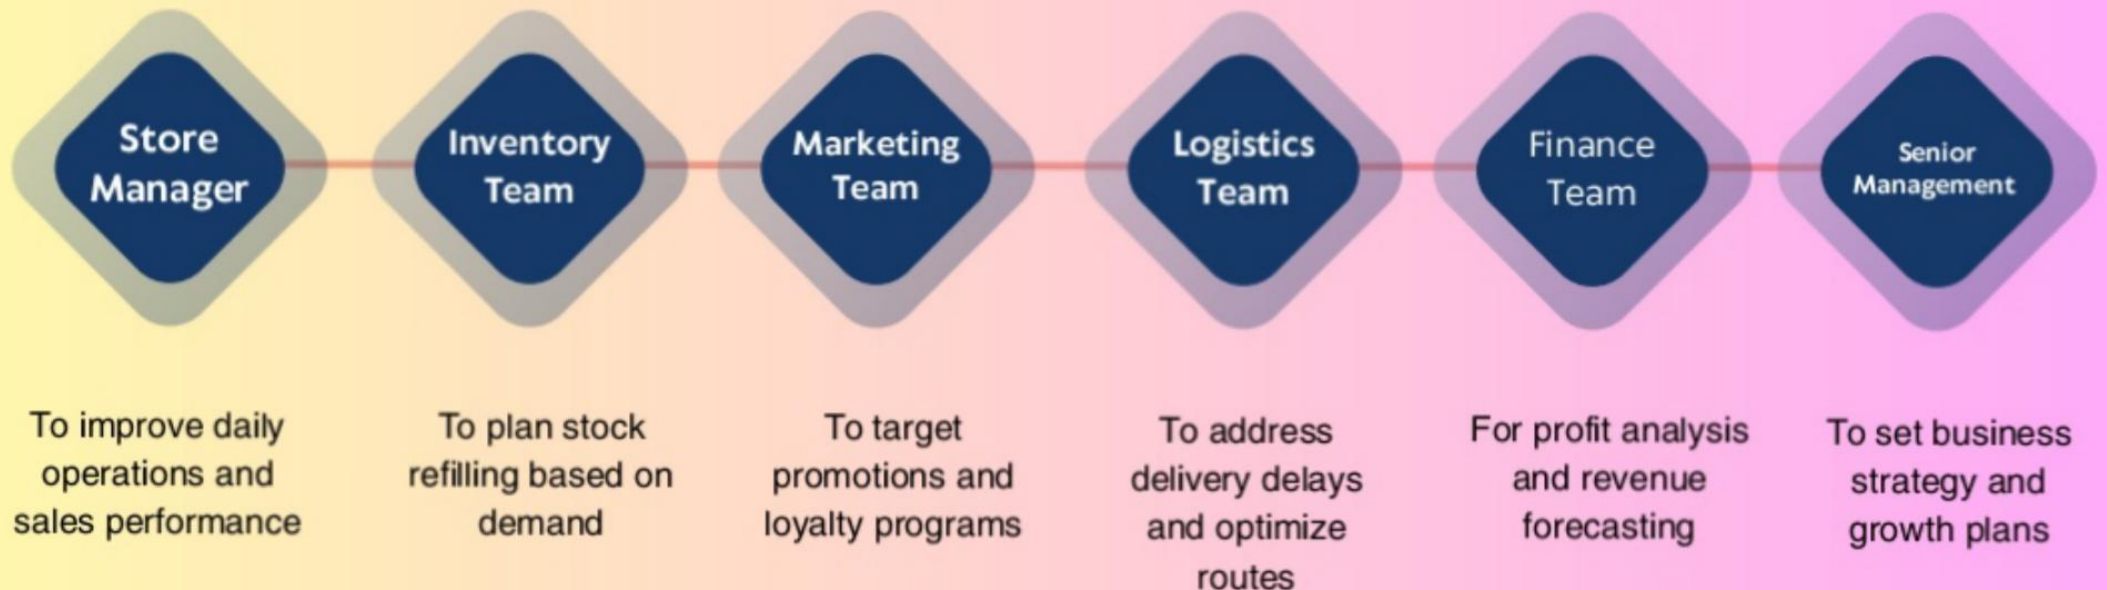 Store
Manager
Inventory
Team
Marketing
Team
Logistics
Team
Finance
Team
Senior
Management
To improve daily
operations and
sales performance
To plan stock
refilling based on
demand
To target
promotions and
loyalty programs
To address
delivery delays
and optimize
routes
For profit analysis
and revenue
forecasting
To set business
strategy and
growth plans